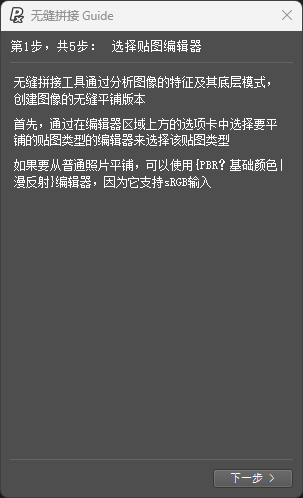 无缝拼接 Guide
第1步，共5步： 选择贴图编辑器
无缝拼接工具通过分析图像的特征及其底层模式，
创建图像的无缝平铺版本
首先，通过在编辑器区域上方的选项卡中选择要平
铺的贴图类型的编辑器来选择该贴图类型
如果要从普通照片平铺，可以使用{PBR? 基础颜色|
漫反射}编辑器，因为它支持sRGB输入
下一步